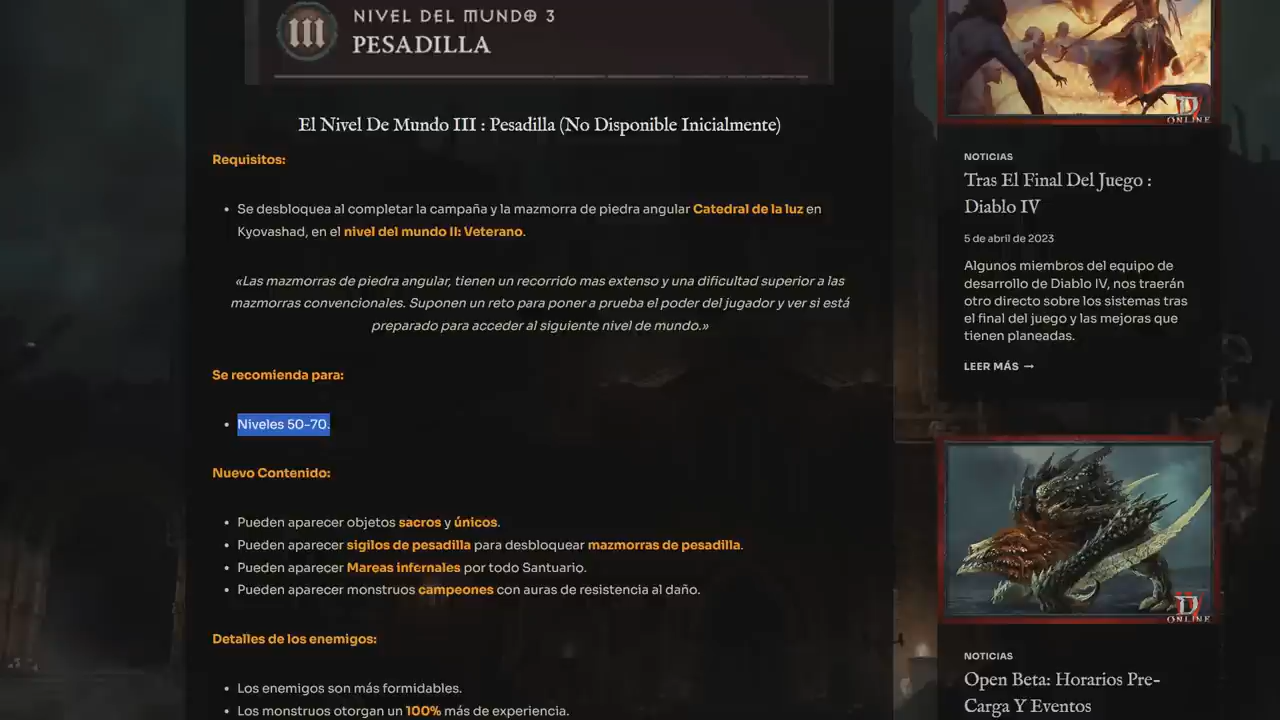 III
NIVEL DEL MUNDO 3
PESADILLA
El Nivel De Mundo III : Pesadilla (No Disponible Inicialmente)
Requisitos:
• Se desbloquea al completar la campaña y la mazmorra de piedra angular Catedral de la luz en
Kyovashad, en el nivel del mundo II: Veterano.
«Las mazmorras de piedra angular, tienen un recorrido mas extenso y una dificultad superior a las
mazmorras convencionales. Suponen un reto para poner a prueba el poder del jugador y ver si está
preparado para acceder al siguiente nivel de mundo.»
Se recomienda para:
• Niveles 50-70.
Nuevo Contenido:
• Pueden aparecer objetos sacros y únicos.
• Pueden aparecer sigilos de pesadilla para desbloquear mazmorras de pesadilla.
• Pueden aparecer Mareas infernales por todo Santuario.
• Pueden aparecer monstruos campeones con auras de resistencia al daño.
Detalles de los enemigos:
• Los enemigos son más formidables.
• Los monstruos otorgan un 100% más de experiencia.
D
ONLINE
NOTICIAS
Tras El Final Del Juego :
Diablo IV
5 de abril de 2023
Algunos miembros del equipo de
desarrollo de Diablo IV, nos traerán
otro directo sobre los sistemas tras
el final del juego y las mejoras que
tienen planeadas.
LEER MÁS →
D
ONLINE
NOTICIAS
Open Beta: Horarios Pre-
Carga Y Eventos